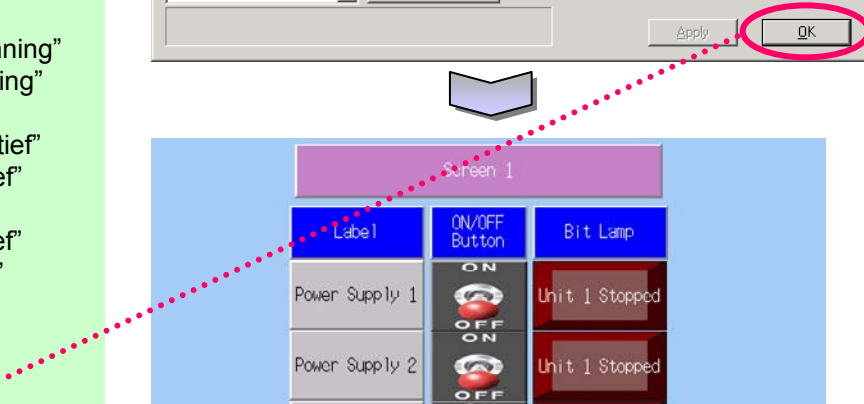 ning”
ing”
tief”
ef”
ef”
”
Apply
OK
Screen 1
Label
ON/OFF
Button
Bit Lamp
Power Supply 1
ON
OFF
Unit 1 Stopped
Power Supply 2
ON
OFF
Unit 1 Stopped